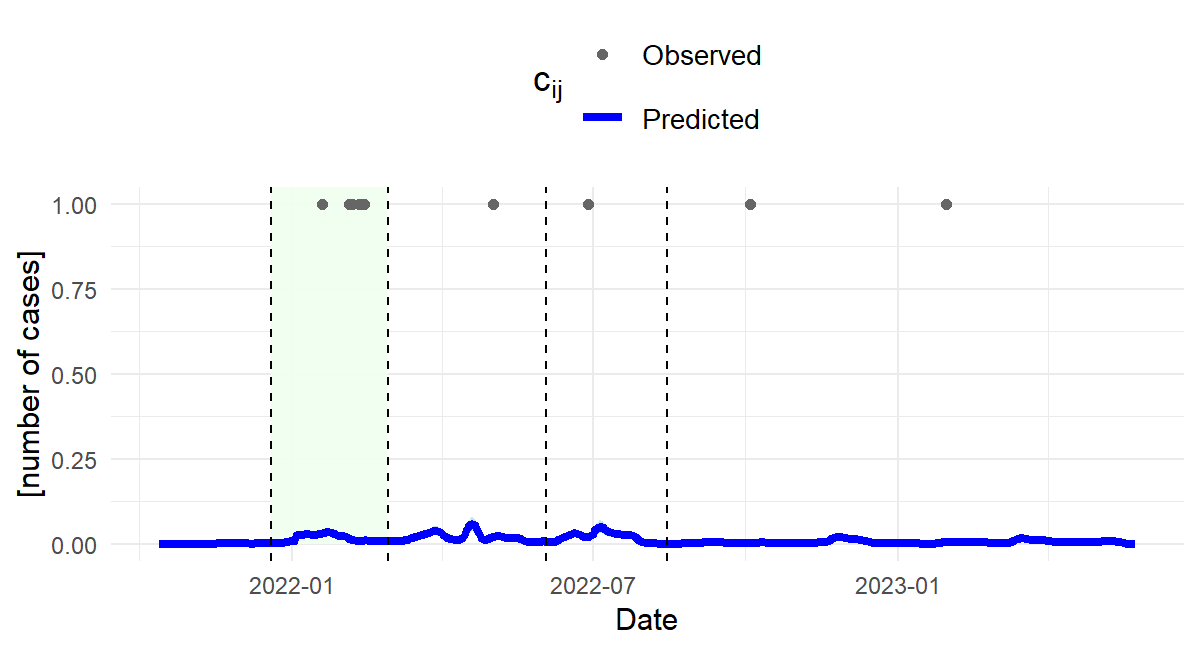 Observed
c_ij
Predicted
1.00
0.75
0.50
0.25
0.00
[number of cases]
2022-01 2022-07 2023-01
Date